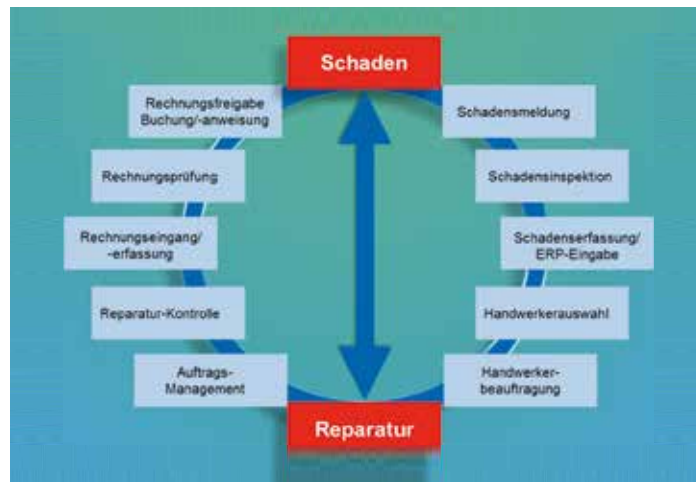 Schaden
Rechnungsfreigabe
Buchung/-anweisung
Schadensmeldung
Rechnungsprüfung
Schadensinspektion
Rechnungseingang/
-erfassung
Schadenserfassung/
ERP-Eingabe
Reparatur-Kontrolle
Handwerkerauswahl
Auftrags-
Management
Handwerker-
beauftragung
Reparatur